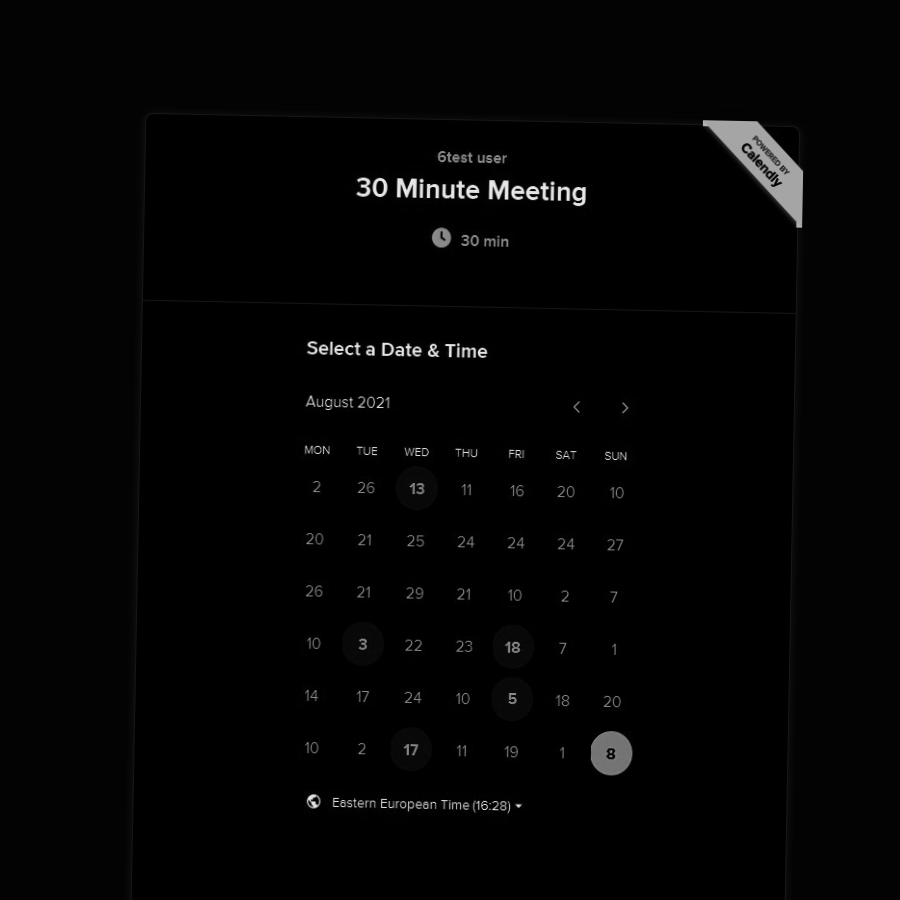 POWERED BY
Calendly
6test user
30 Minute Meeting
30 min
Select a Date & Time
August 2021
MON TUE WED THU FRI SAT SUN
2 26 13 11 16 20 10
20 21 25 24 24 24 27
26 21 29 21 10 2 7
10 3 22 23 18 7 1
14 17 24 10 5 18 20
10 2 17 11 19 1 8
Eastern European Time (16:28)